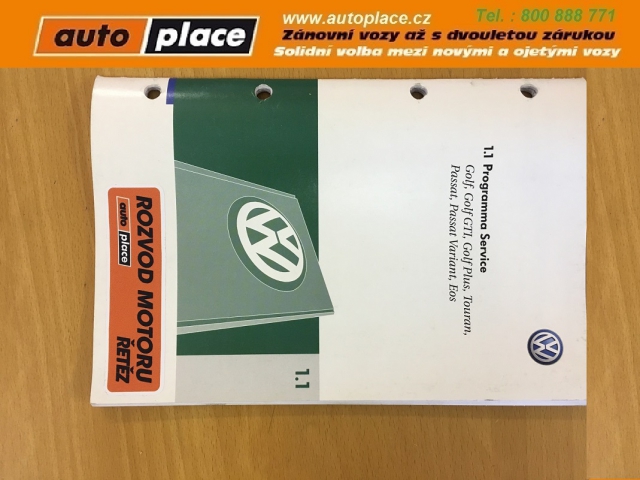 auto place
www.autoplace.cz
Tel. : 800 888 771
Zánovní vozy až s dvouletou zárukou
Solidní volba mezi novými a ojetými vozy
1.1 Programma Service
Golf, Golf GTI, Golf Plus, Touran,
Passat, Passat Variant, Eos
1.1
ROZVOD MOTORU
auto place
ŘETĚZ